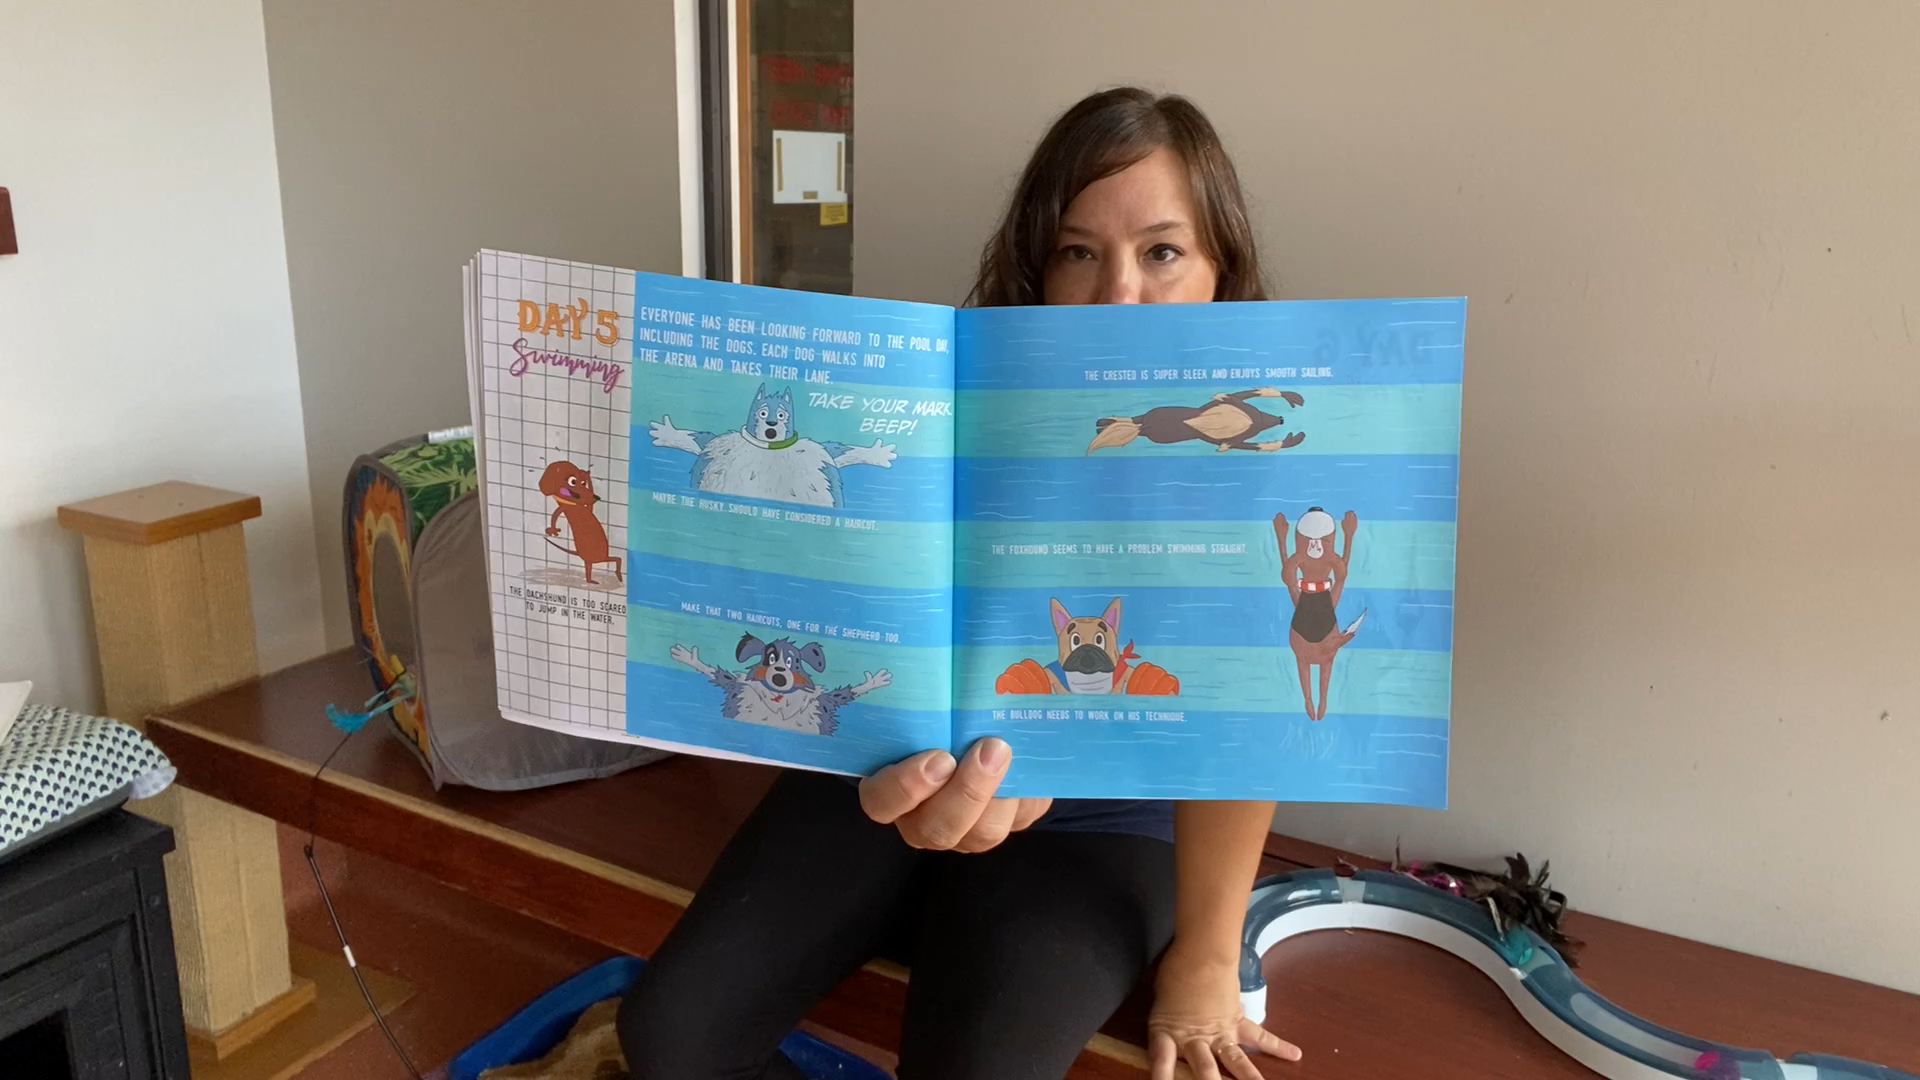 DAY 5
Swimming
THE DACHSHUND IS TOO SCARED
TO JUMP IN THE WATER.
EVERYONE HAS BEEN LOOKING FORWARD TO THE POOL DAY,
INCLUDING THE DOGS. EACH DOG WALKS INTO
THE ARENA AND TAKES THEIR LANE.
TAKE YOUR MARK.
BEEP!
MAYBE THE HUSKY SHOULD HAVE CONSIDERED A HAIRCUT.
MAKE THAT TWO HAIRCUTS, ONE FOR THE SHEPHERD TOO.
THE CRESTED IS SUPER SLEEK AND ENJOYS SMOOTH SAILING.
THE FOXHOUND SEEMS TO HAVE A PROBLEM SWIMMING STRAIGHT.
THE BULLDOG NEEDS TO WORK ON HIS TECHNIQUE.